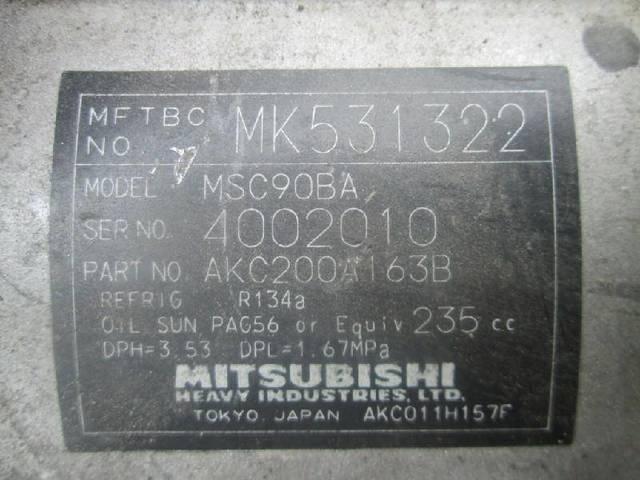 MFTBC NO. MK531322
MODEL MSC90BA
SER NO. 4002010
PART NO. AKC200A163B
REFRIG R134a
OIL SUN PAG56 or Equiv 235 cc
DPH=3.53 DPL=1.67MPa
MITSUBISHI
HEAVY INDUSTRIES, LTD.
TOKYO, JAPAN AKC011H157F